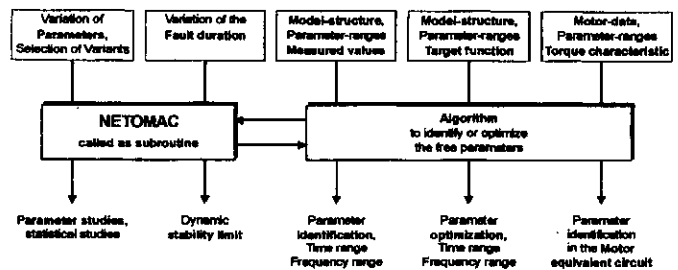 Variation of
Parameters,
Selection of Variants
Variation of the
Fault duration
Model-structure,
Parameter-ranges
Measured values
Model-structure,
Parameter-ranges
Target function
Motor-data,
Parameter-ranges
Torque characteristic
NETOMAC
called as subroutine
Algorithm
to identify or optimize
the free parameters
Parameter studies,
statistical studies
Dynamic
stability limit
Parameter
identification,
Time range
Frequency range
Parameter
optimization,
Time range
Frequency range
Parameter
identification
in the Motor
equivalent circuit